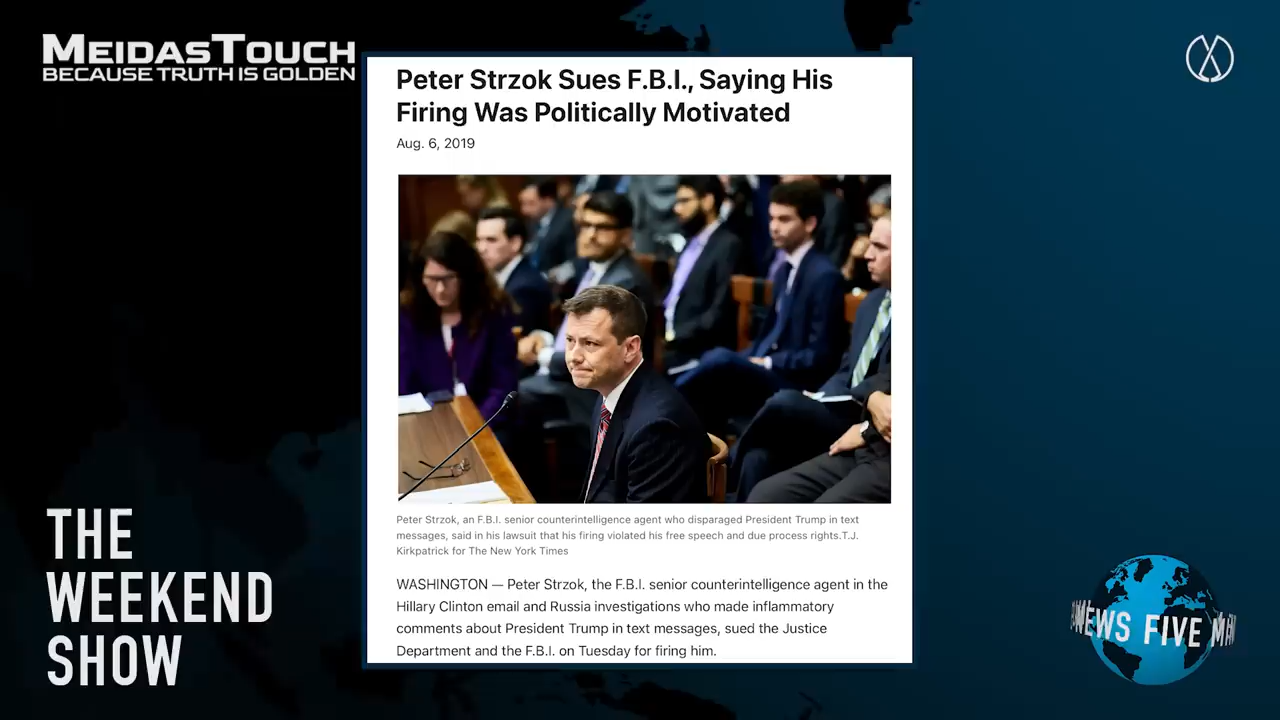 MEIDASTOUCH
BECAUSE TRUTH IS GOLDEN
Peter Strzok Sues F.B.I., Saying His
Firing Was Politically Motivated
Aug. 6, 2019
Peter Strzok, an F.B.I. senior counterintelligence agent who disparaged President Trump in text
messages, said in his lawsuit that his firing violated his free speech and due process rights.T.J.
Kirkpatrick for The New York Times
WASHINGTON — Peter Strzok, the F.B.I. senior counterintelligence agent in the
Hillary Clinton email and Russia investigations who made inflammatory
comments about President Trump in text messages, sued the Justice
Department and the F.B.I. on Tuesday for firing him.
THE
WEEKEND
SHOW
NEWS FIVE